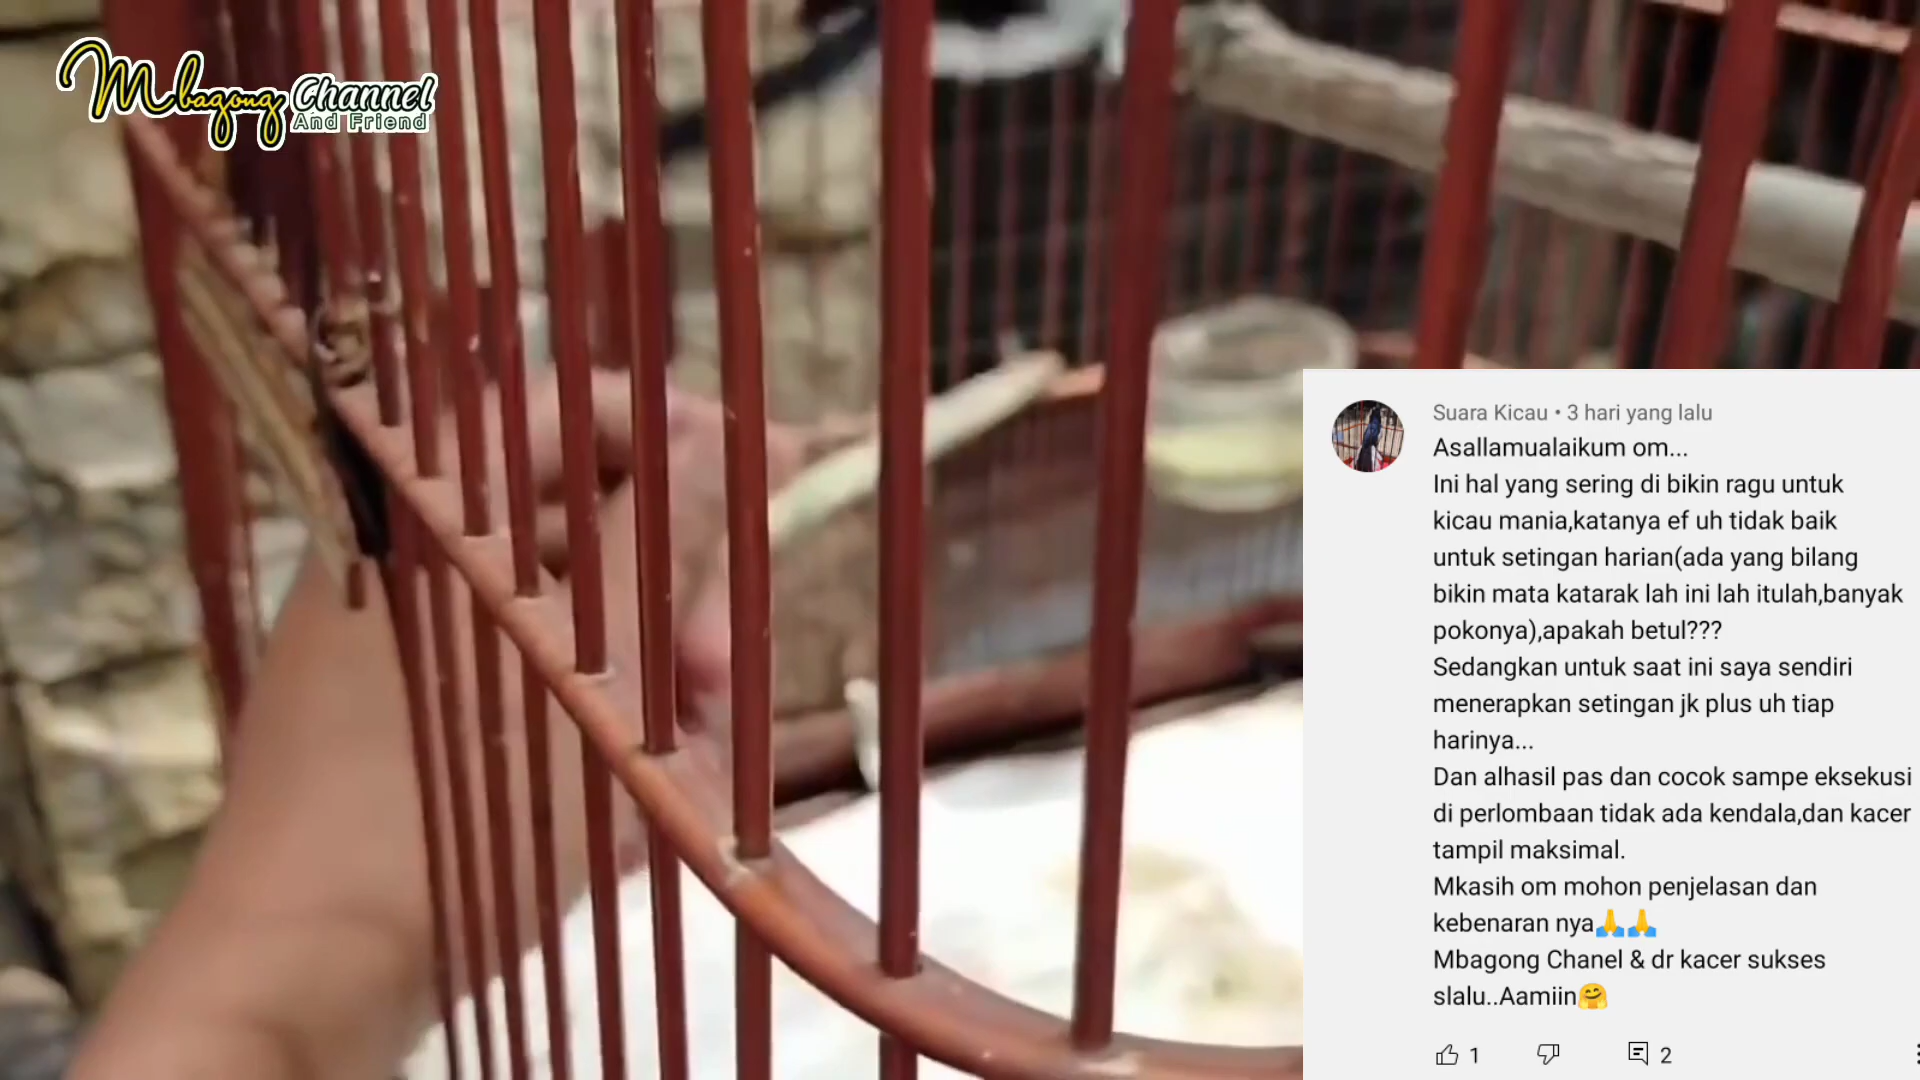 Mbagong Channel
And Friend
Suara Kicau • 3 hari yang lalu
Asallamualaikum om...
Ini hal yang sering di bikin ragu untuk
kicau mania,katanya ef uh tidak baik
untuk setingan harian(ada yang bilang
bikin mata katarak lah ini lah itulah,banyak
pokonya),apakah betul???
Sedangkan untuk saat ini saya sendiri
menerapkan setingan jk plus uh tiap
harinya...
Dan alhasil pas dan cocok sampe eksekusi
di perlombaan tidak ada kendala,dan kacer
tampil maksimal.
Mkasih om mohon penjelasan dan
kebenaran nya🙏🙏
Mbagong Chanel & dr kacer sukses
slalu..Aamiin🤗
1 2